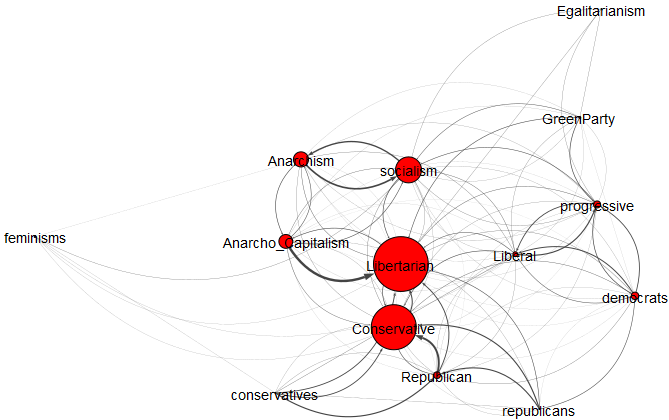 Egalitarianism
GreenParty
Anarchism
socialism
progressive
feminisms
Anarcho_Capitalism
Liberal
Libertarian
democrats
Conservative
Republican
conservatives
republicans